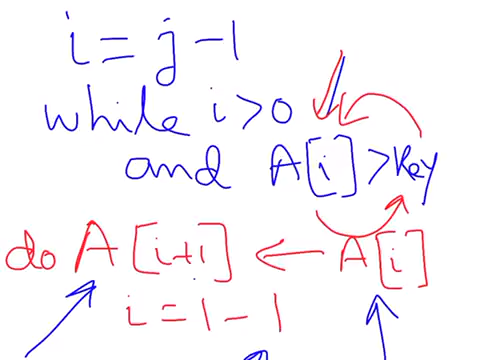 i = j - 1
while i > 0
and A[i] > Key
do A[i+1] ← A[i]
i = 1 - 1